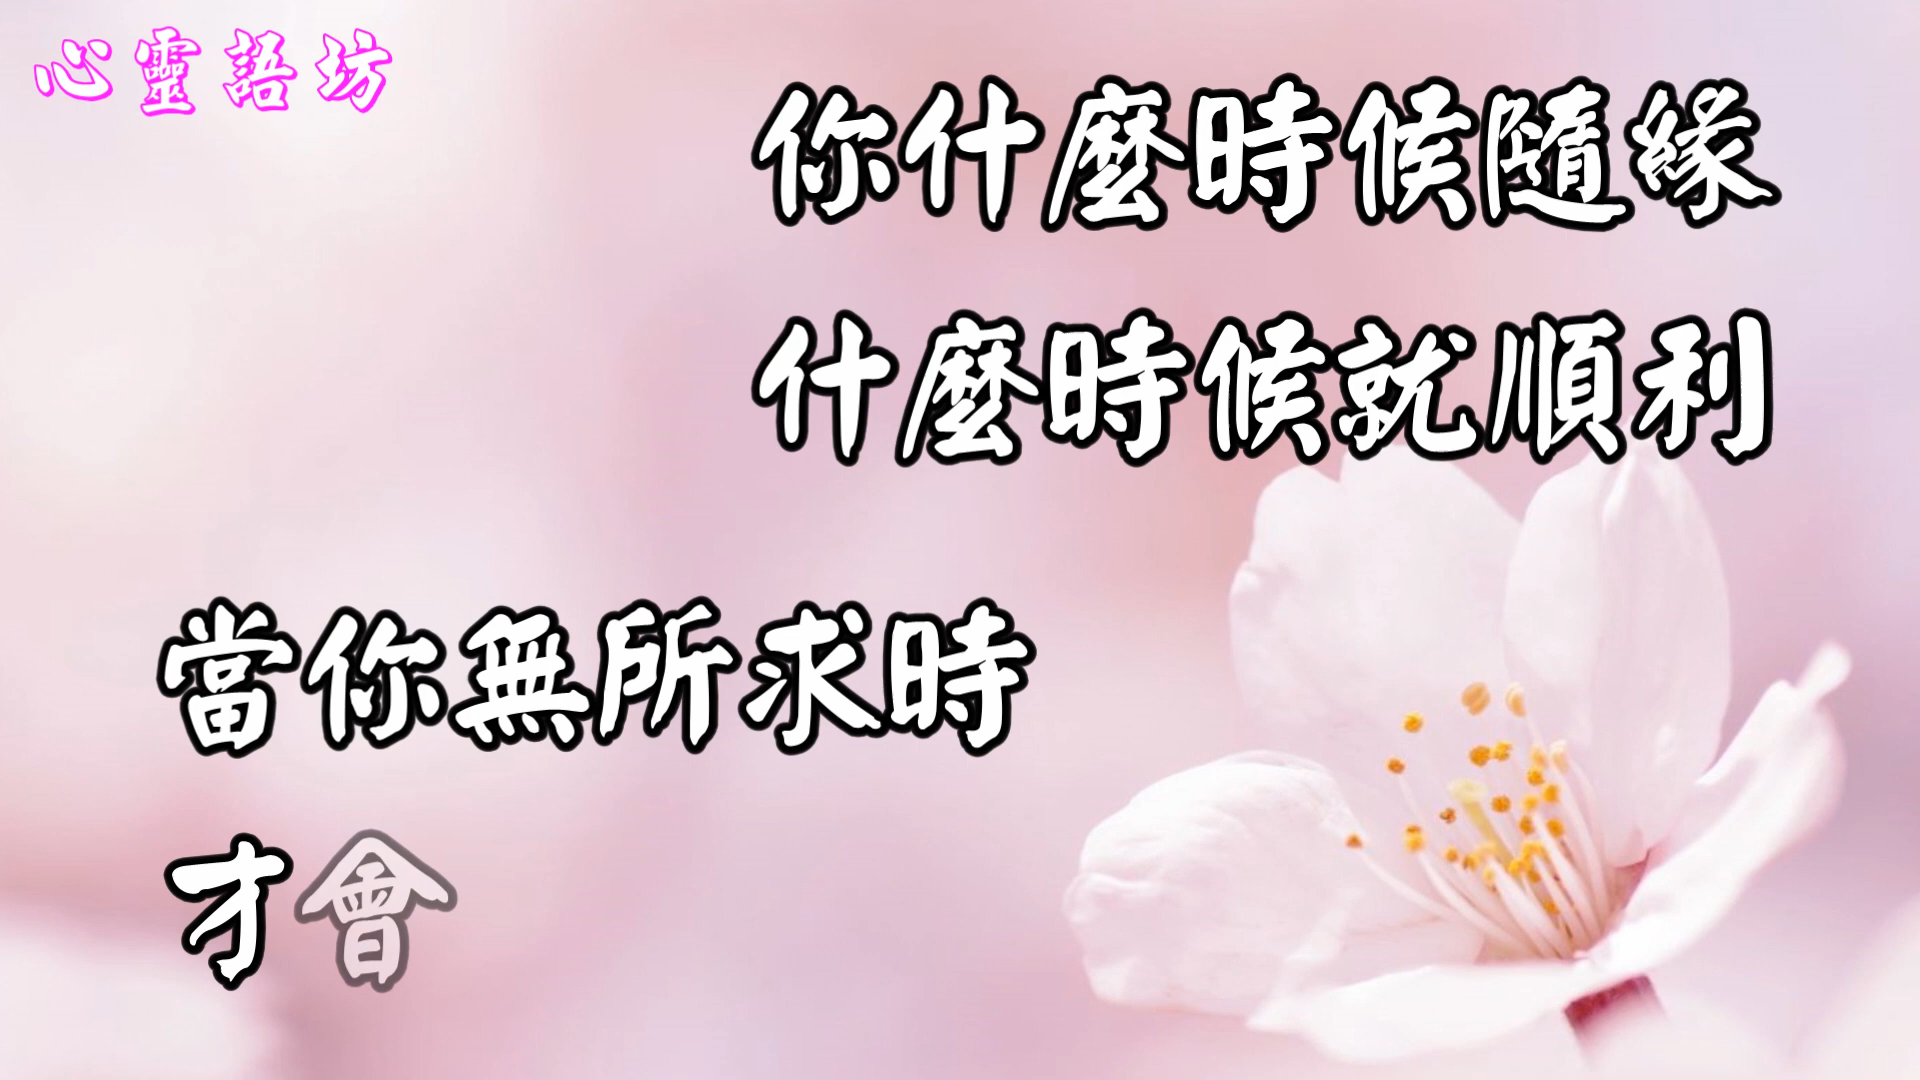 心靈語坊
你什麼時候隨緣
什麼時候就順利
當你無所求時
才會